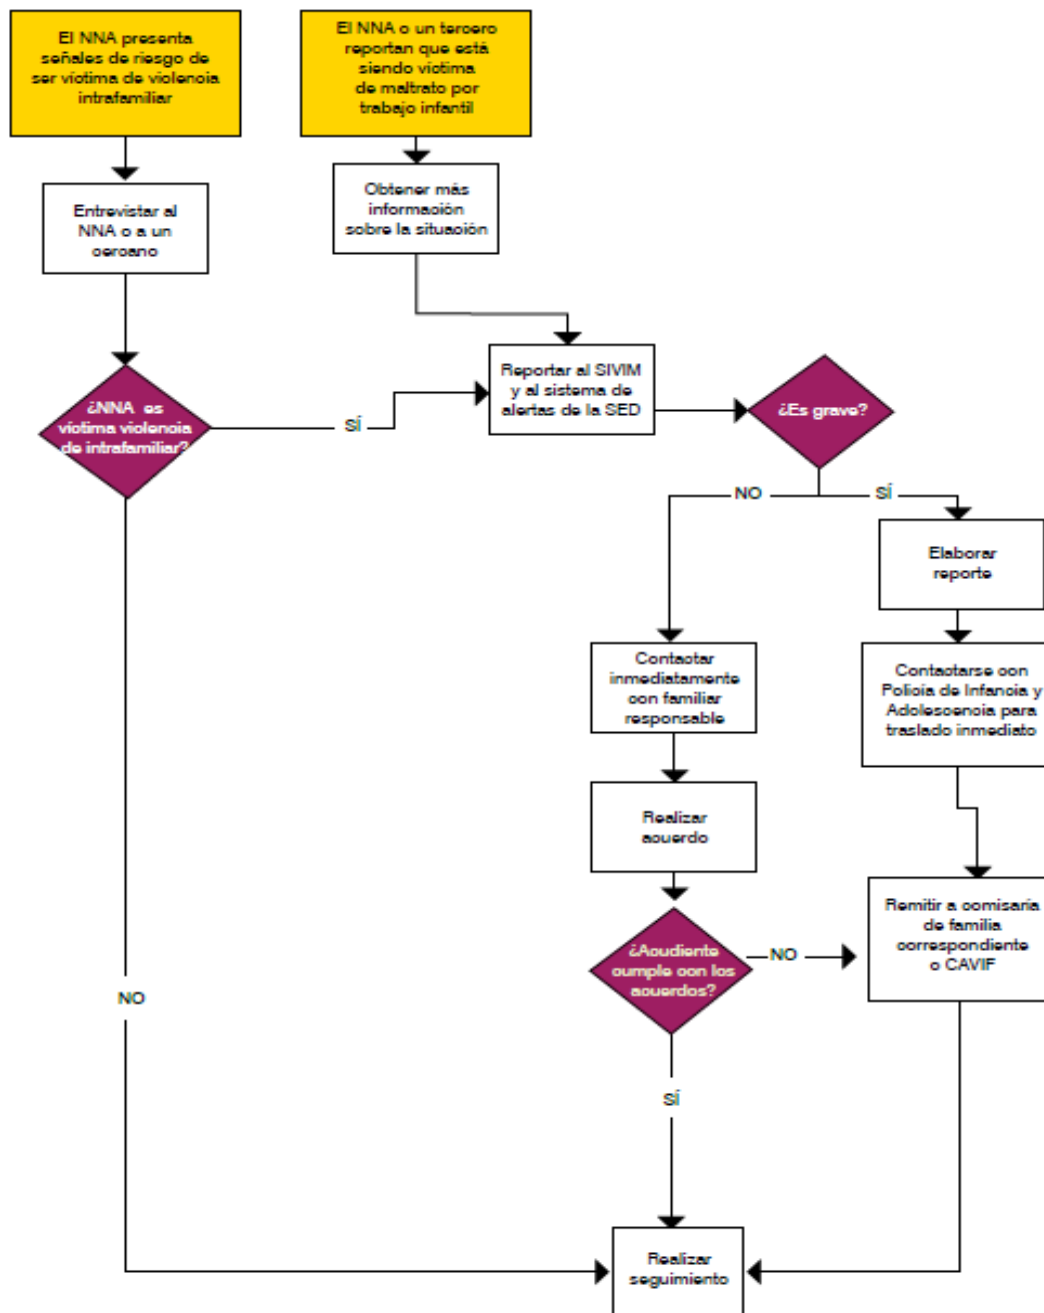 El NNA presenta
señales de riesgo de
ser víctima de violencia
intrafamiliar
El NNA o un tercero
reportan que está
siendo víctima
de maltrato por
trabajo infantil
Entrevistar al
NNA o a un
cercano
Obtener más
información
sobre la situación
¿NNA es
víctima violencia
de intrafamiliar?
SÍ
Reportar al SIVIM
y al sistema de
alertas de la SED
¿Es grave?
NO
SÍ
Elaborar
reporte
Contactar
inmediatamente
con familiar
responsable
Contactarse con
Policía de Infancia y
Adolescencia para
traslado inmediato
Realizar
acuerdo
Remitir a comisaría
de familia
correspondiente
o CAVIF
¿Acudiente
cumple con los
acuerdos?
NO
NO
SÍ
Realizar
seguimiento